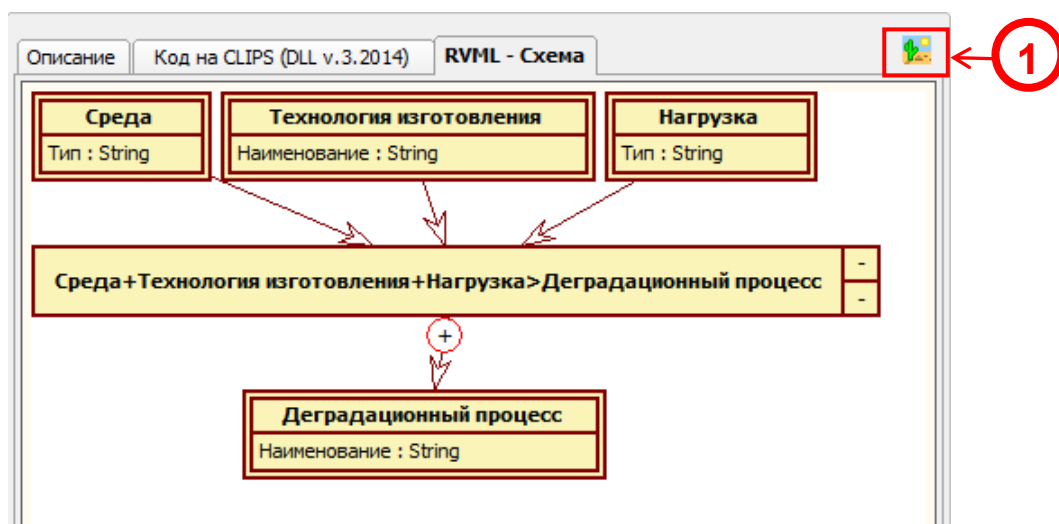 Описание
Код на CLIPS (DLL v.3.2014)
RVML - Схема
1
Среда
Тип : String
Технология изготовления
Наименование : String
Нагрузка
Тип : String
Среда+Технология изготовления+Нагрузка>Деградационный процесс
-
-
+
Деградационный процесс
Наименование : String